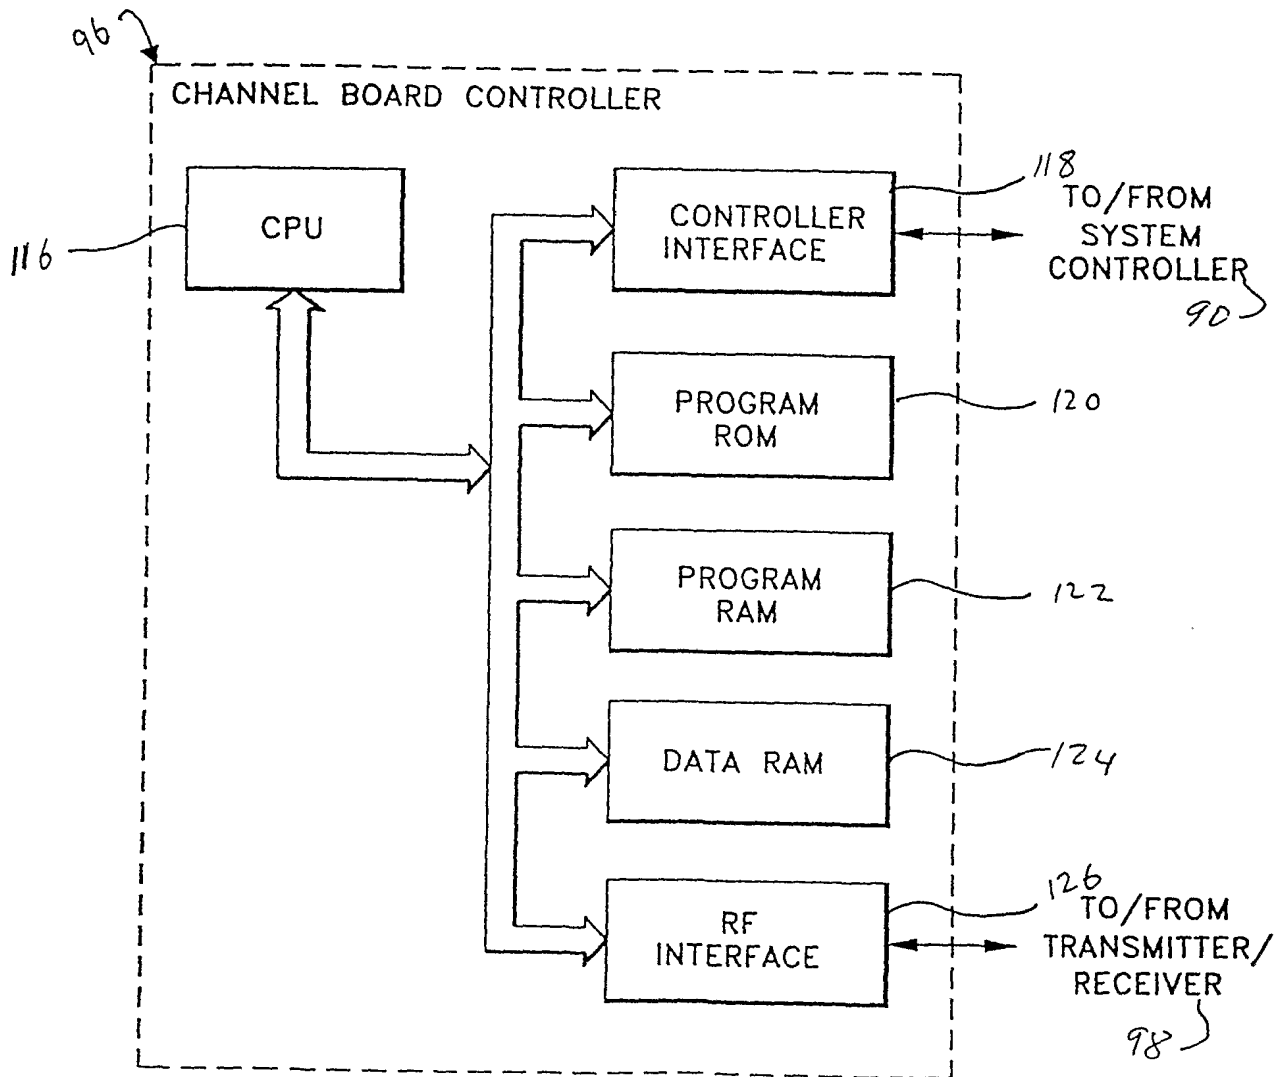 96
CHANNEL BOARD CONTROLLER
CPU
116
CONTROLLER
INTERFACE
118
TO/FROM
SYSTEM
CONTROLLER
90
PROGRAM
ROM
120
PROGRAM
RAM
122
DATA RAM
124
RF
INTERFACE
126
TO/FROM
TRANSMITTER/
RECEIVER
98